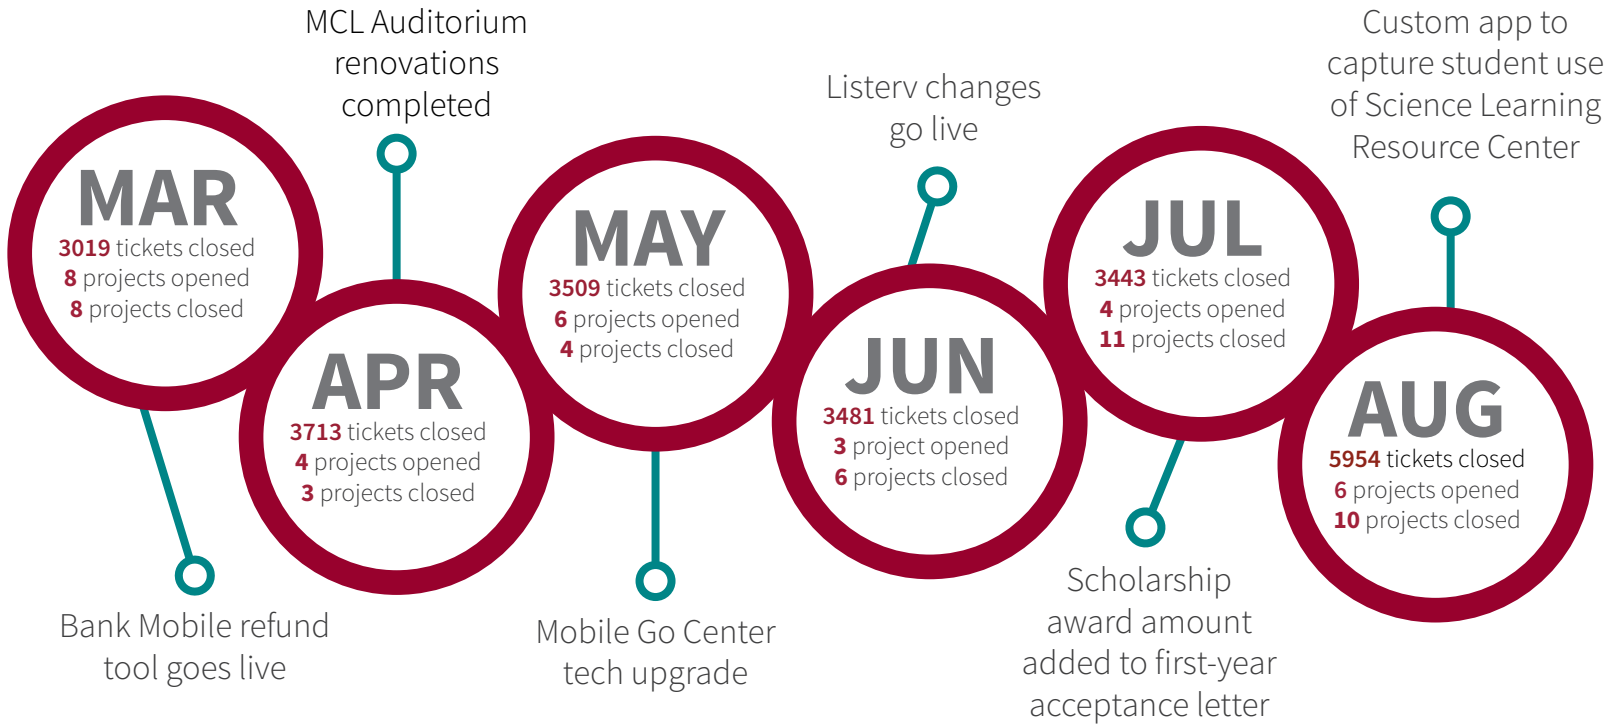 MAR
3019 tickets closed
8 projects opened
8 projects closed
Bank Mobile refund
tool goes live
MCL Auditorium
renovations
completed
APR
3713 tickets closed
4 projects opened
3 projects closed
MAY
3509 tickets closed
6 projects opened
4 projects closed
Mobile Go Center
tech upgrade
Listerv changes
go live
JUN
3481 tickets closed
3 project opened
6 projects closed
JUL
3443 tickets closed
4 projects opened
11 projects closed
Scholarship
award amount
added to first-year
acceptance letter
Custom app to
capture student use
of Science Learning
Resource Center
AUG
5954 tickets closed
6 projects opened
10 projects closed